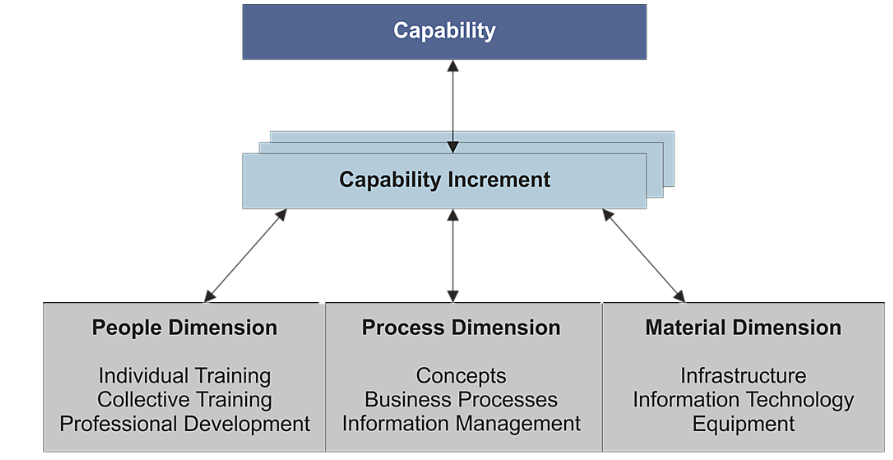 Capability
Capability Increment
People Dimension
Individual Training
Collective Training
Professional Development
Process Dimension
Concepts
Business Processes
Information Management
Material Dimension
Infrastructure
Information Technology
Equipment